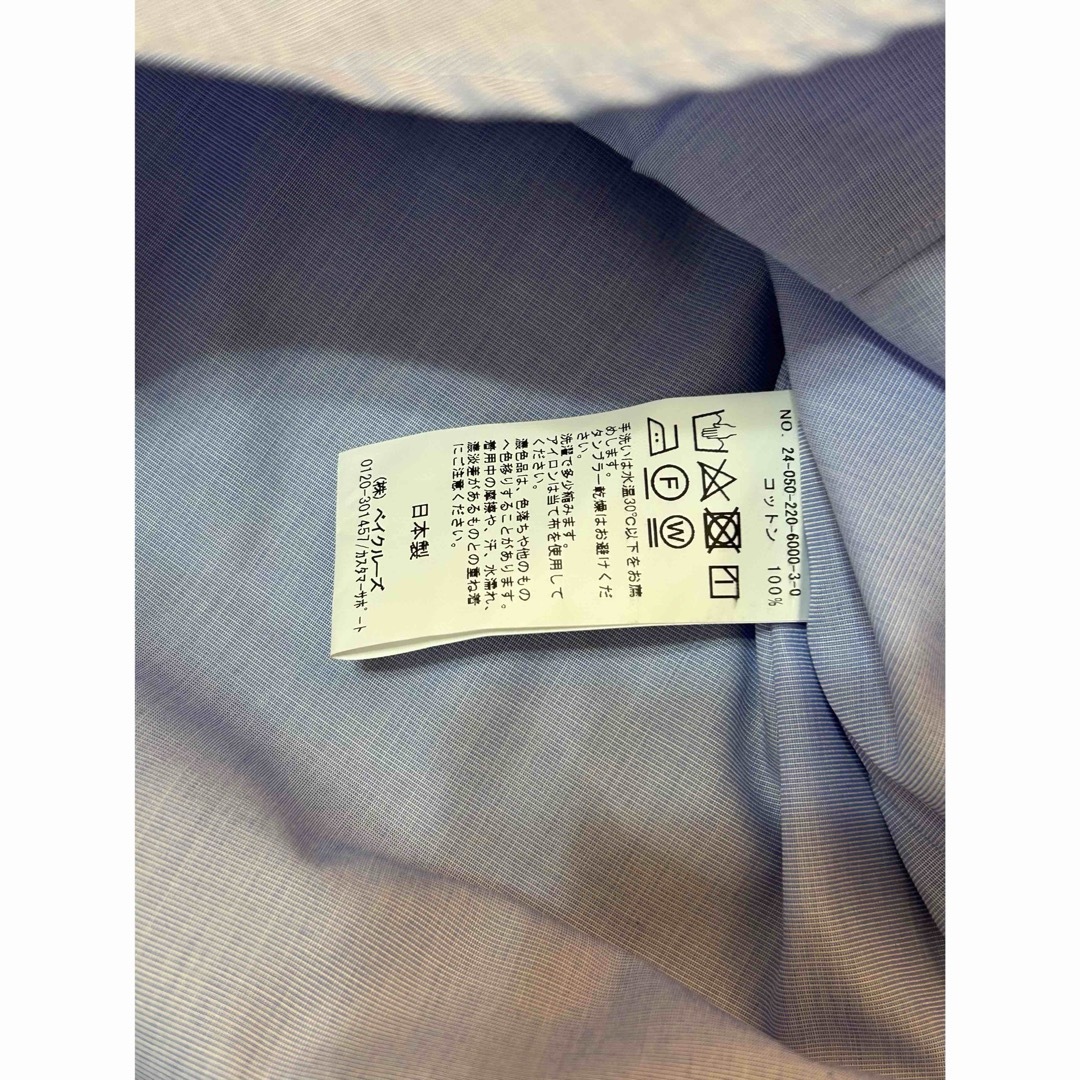 NO. 24-050-220-6000-3-0
コットン 100%
F W
手洗いは水温30℃以下をお薦
めします。
タンブラー乾燥はお避けくだ
さい。
洗濯で多少縮みます。
アイロンは当て布を使用して
ください。
濃色品は、色落ちや他のもの
へ色移りすることがあります。
着用中の摩擦や、汗、水濡れ、
濃淡差があるものとの重ね着
にご注意ください。
日本製
(株) ベイクルーズ
0120-301457/カスタマーサポート